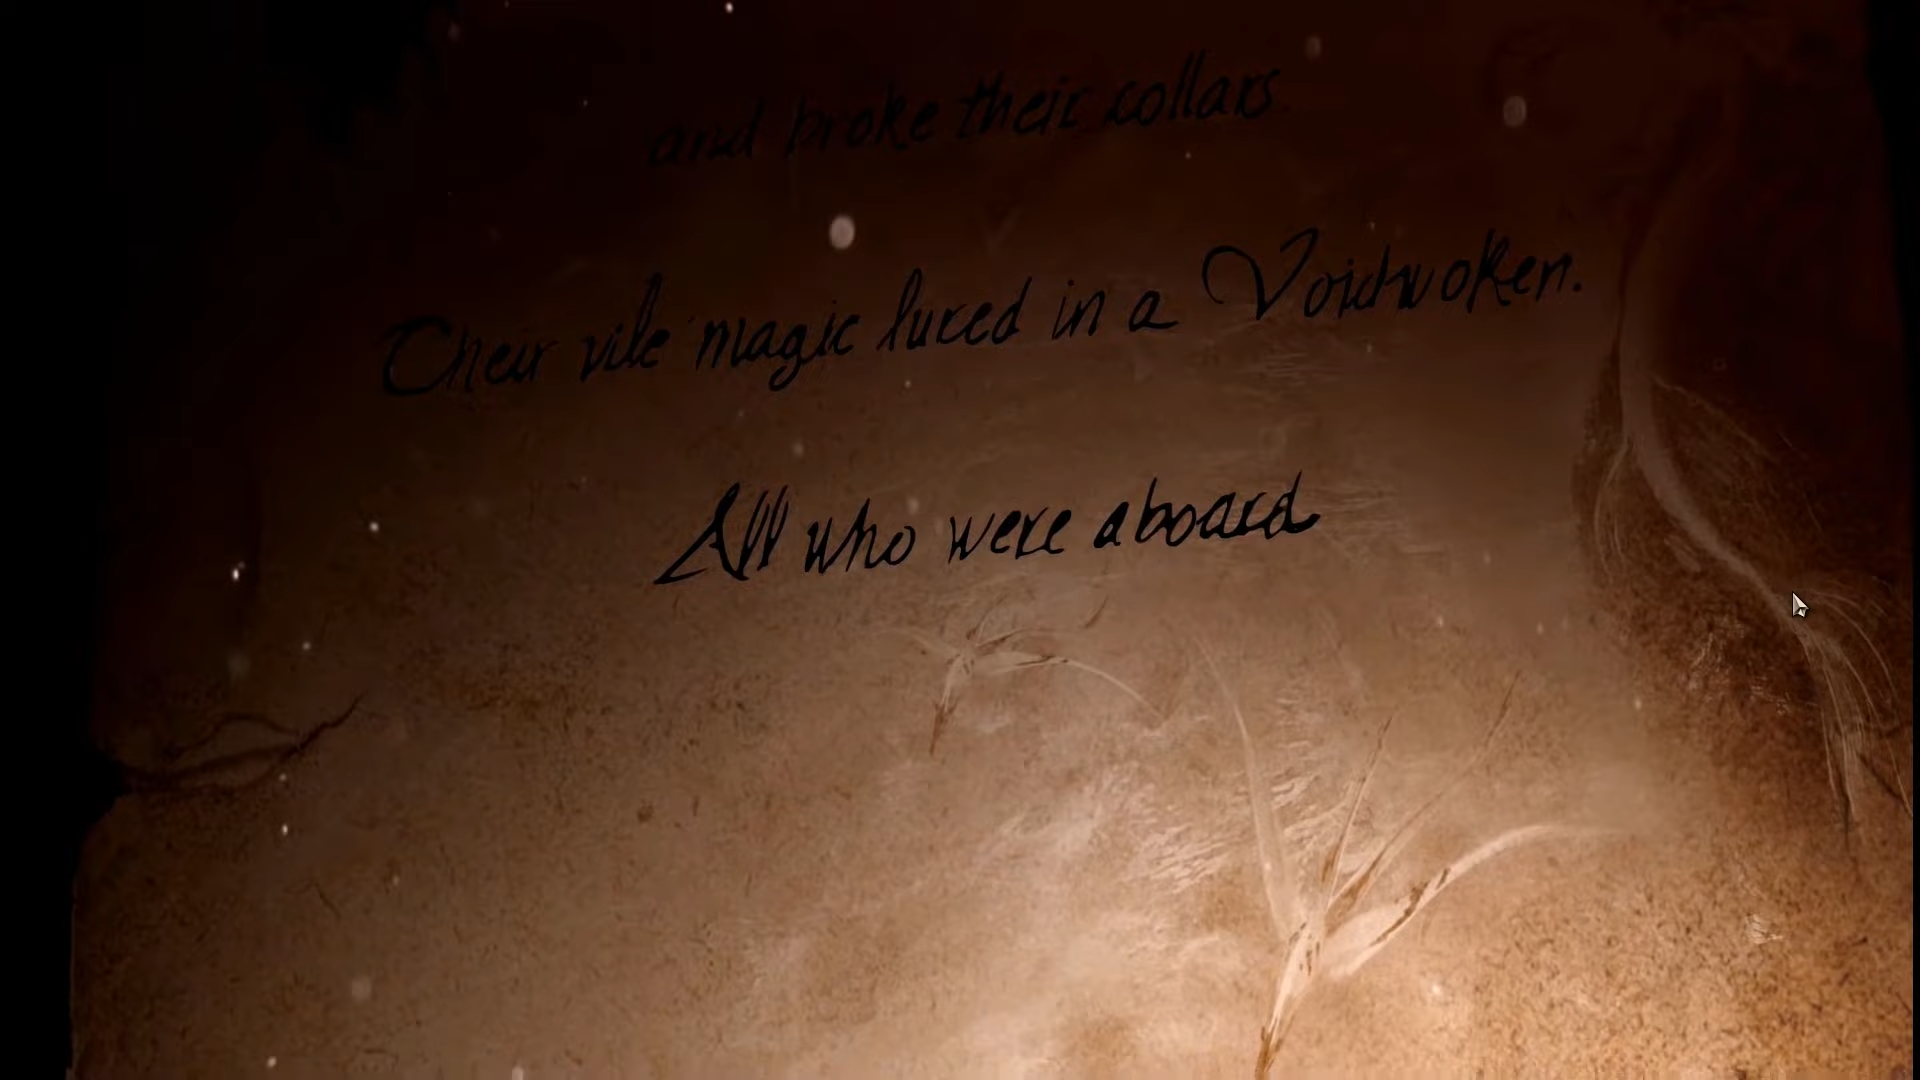 and broke their collars
Their vile magic lured in a Voidwoken.
All who were aboard